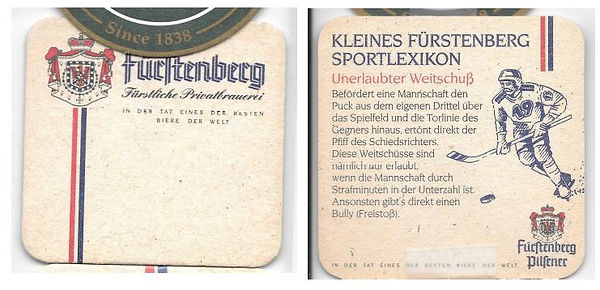 Since 1838
Fürstenberg
Fürstliche Privatbrauerei
IN DER TAT EINES DER BESTEN
BIERE DER WELT
KLEINES FÜRSTENBERG
SPORTLEXIKON
Unerlaubter Weitschuß
Befördert eine Mannschaft den
Puck aus dem eigenen Drittel über
das Spielfeld und die Torlinie des
Gegners hinaus, ertönt direkt der
Pfiff des Schiedsrichters.
Diese Weitschüsse sind
nämlich nur erlaubt,
wenn die Mannschaft durch
Strafminuten in der Unterzahl ist.
Ansonsten gibt's direkt einen
Bully (Freistoß).
Fürstenberg
Pilsener
IN DER TAT EINES DER BESTEN BIERE DER WELT